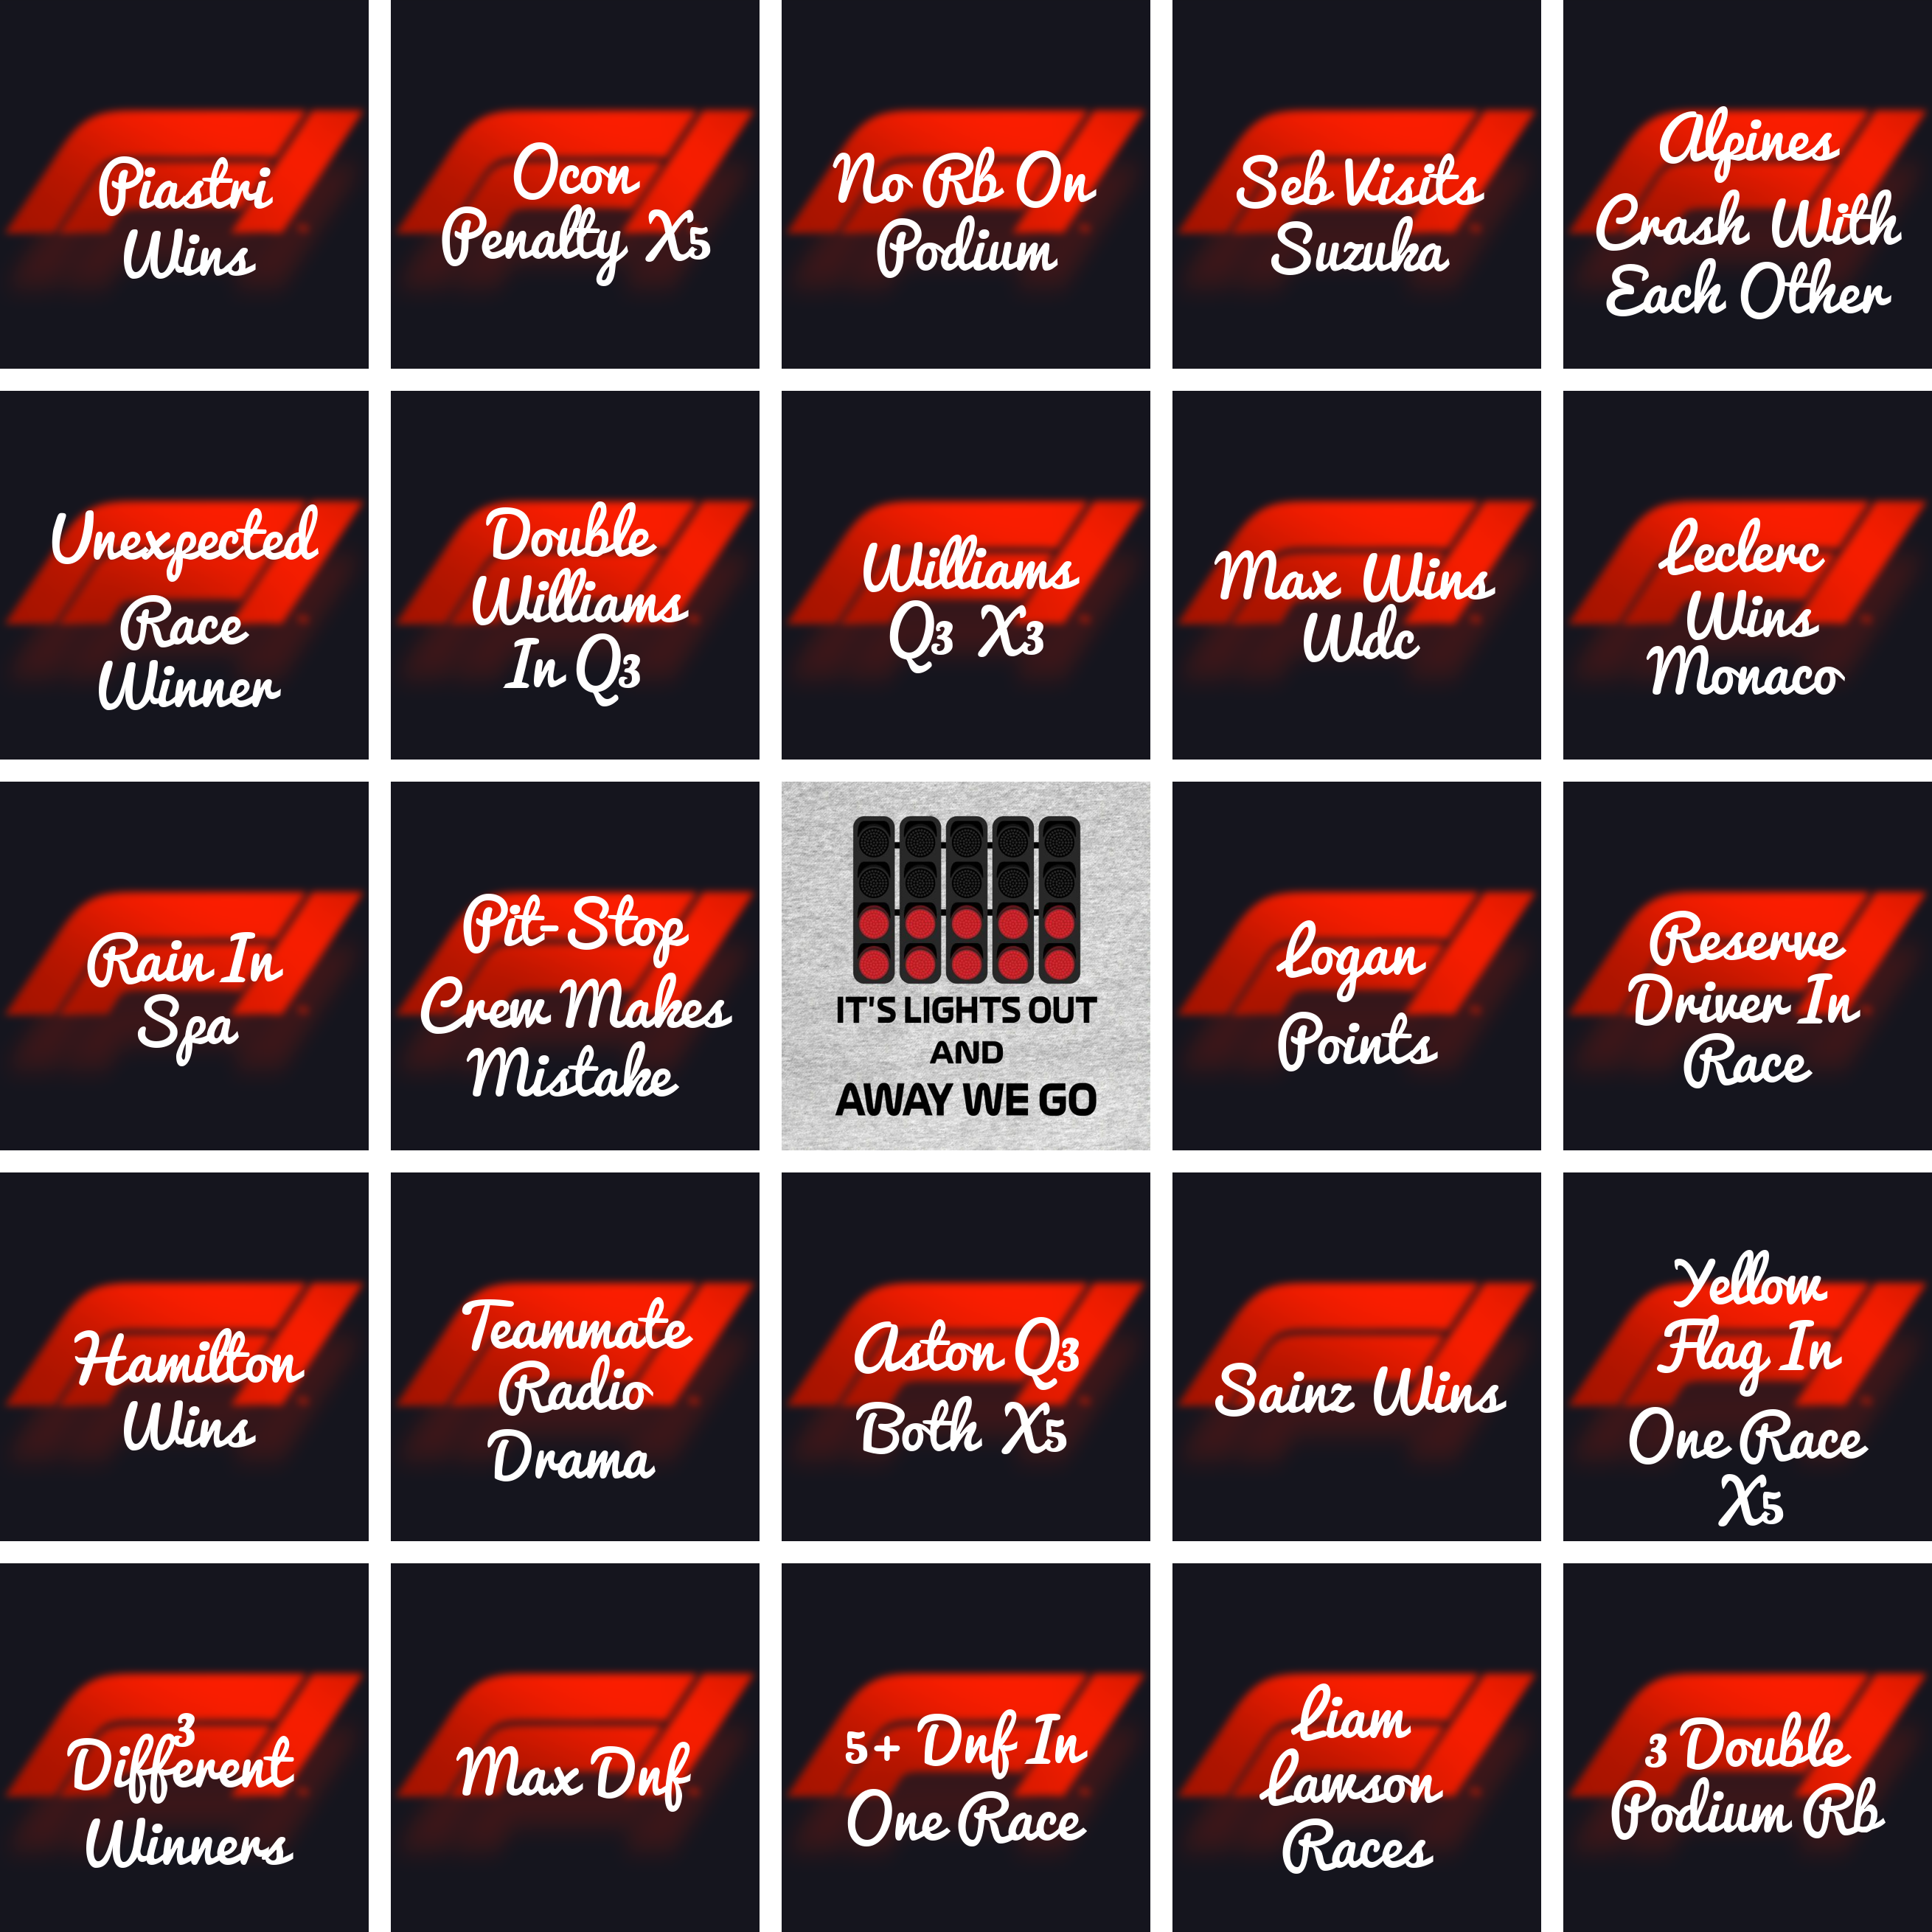 Piastri
Wins
Ocon
Penalty X5
No Rb On
Podium
Seb Visits
Suzuka
Alpines
Crash With
Each Other
Unexpected
Race
Winner
Double
Williams
In Q3
Williams
Q3 X3
Max Wins
Wdc
Leclerc
Wins
Monaco
Rain In
Spa
Pit-Stop
Crew Makes
Mistake
IT'S LIGHTS OUT
AND
AWAY WE GO
Logan
Points
Reserve
Driver In
Race
Hamilton
Wins
Teammate
Radio
Drama
Aston Q3
Both X5
Sainz Wins
Yellow
Flag In
One Race
X5
3
Different
Winners
Max Dnf
5+ Dnf In
One Race
Liam
Lawson
Races
3 Double
Podium Rb